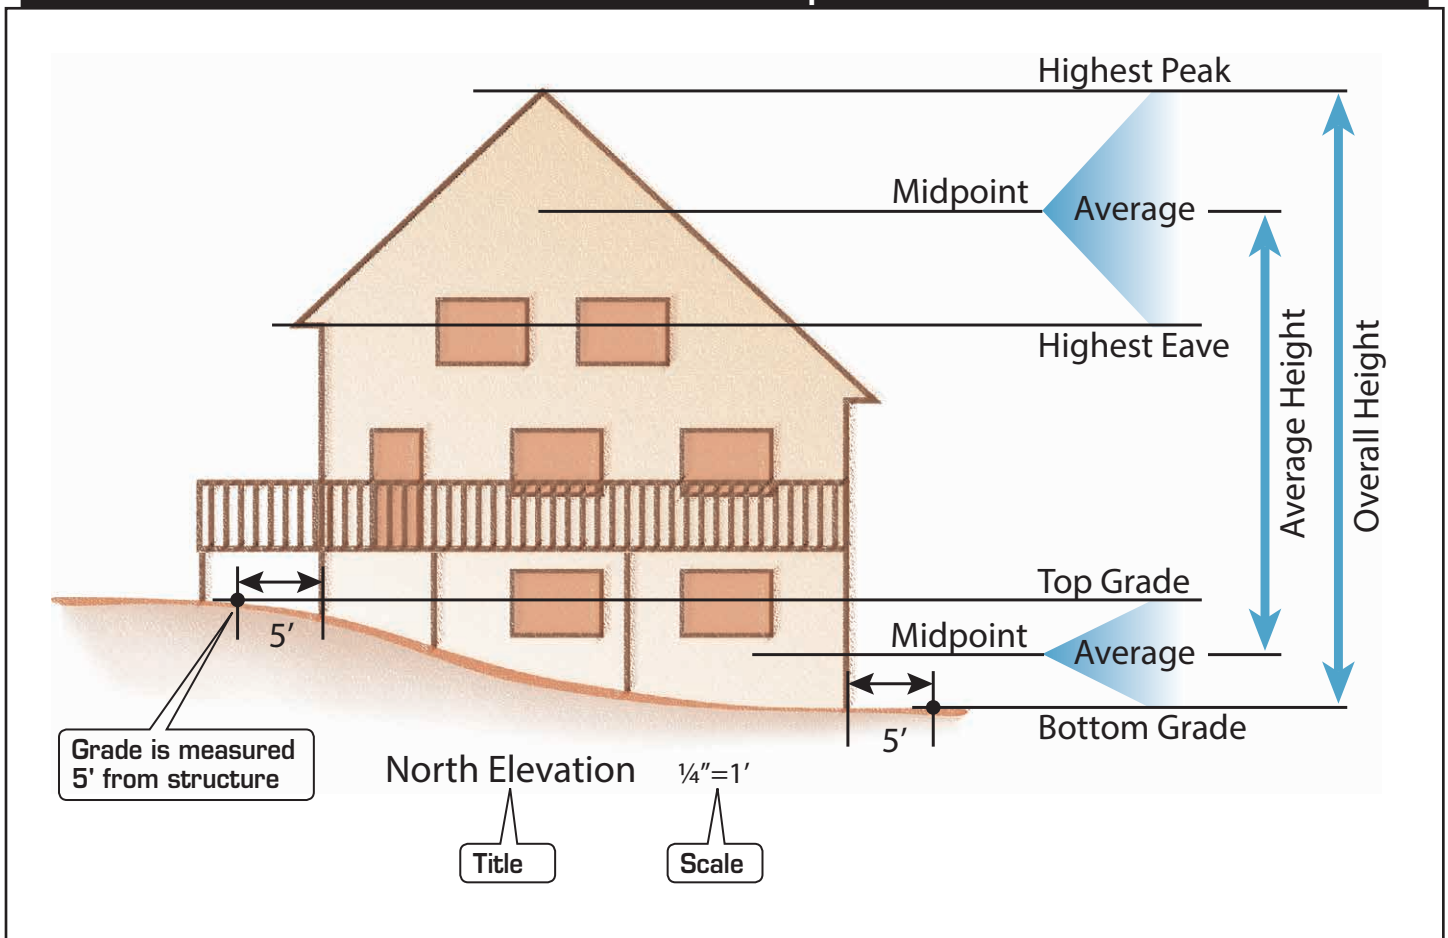 Highest Peak
Midpoint
Average
Highest Eave
Average Height
Overall Height
Top Grade
5′
Midpoint
Average
5′
Bottom Grade
Grade is measured
5' from structure
North Elevation ¼″=1′
Title
Scale